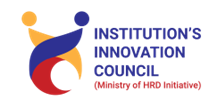 INSTITUTION'S
INNOVATION
COUNCIL
(Ministry of HRD Initiative)